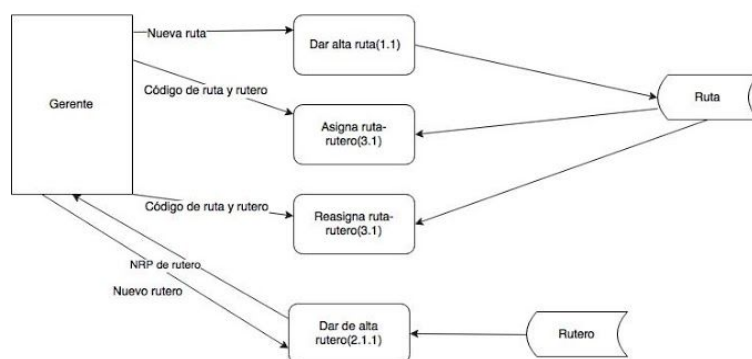 Nueva ruta
Dar alta ruta(1.1)
Gerente
Código de ruta y rutero
Ruta
Asigna ruta-
rutero(3.1)
Código de ruta y rutero
Reasigna ruta-
rutero(3.1)
NRP de rutero
Nuevo rutero
Dar de alta
rutero(2.1.1)
Rutero